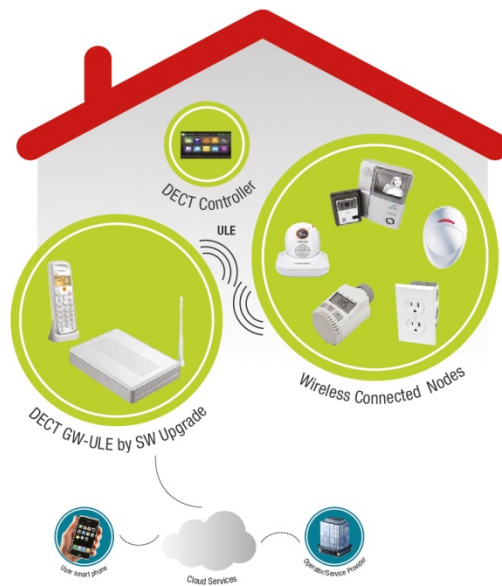 DECT Controller
ULE
Wireless Connected Nodes
DECT GW-ULE by SW Upgrade
User smart phone
Cloud Services
Operator/Service Provider